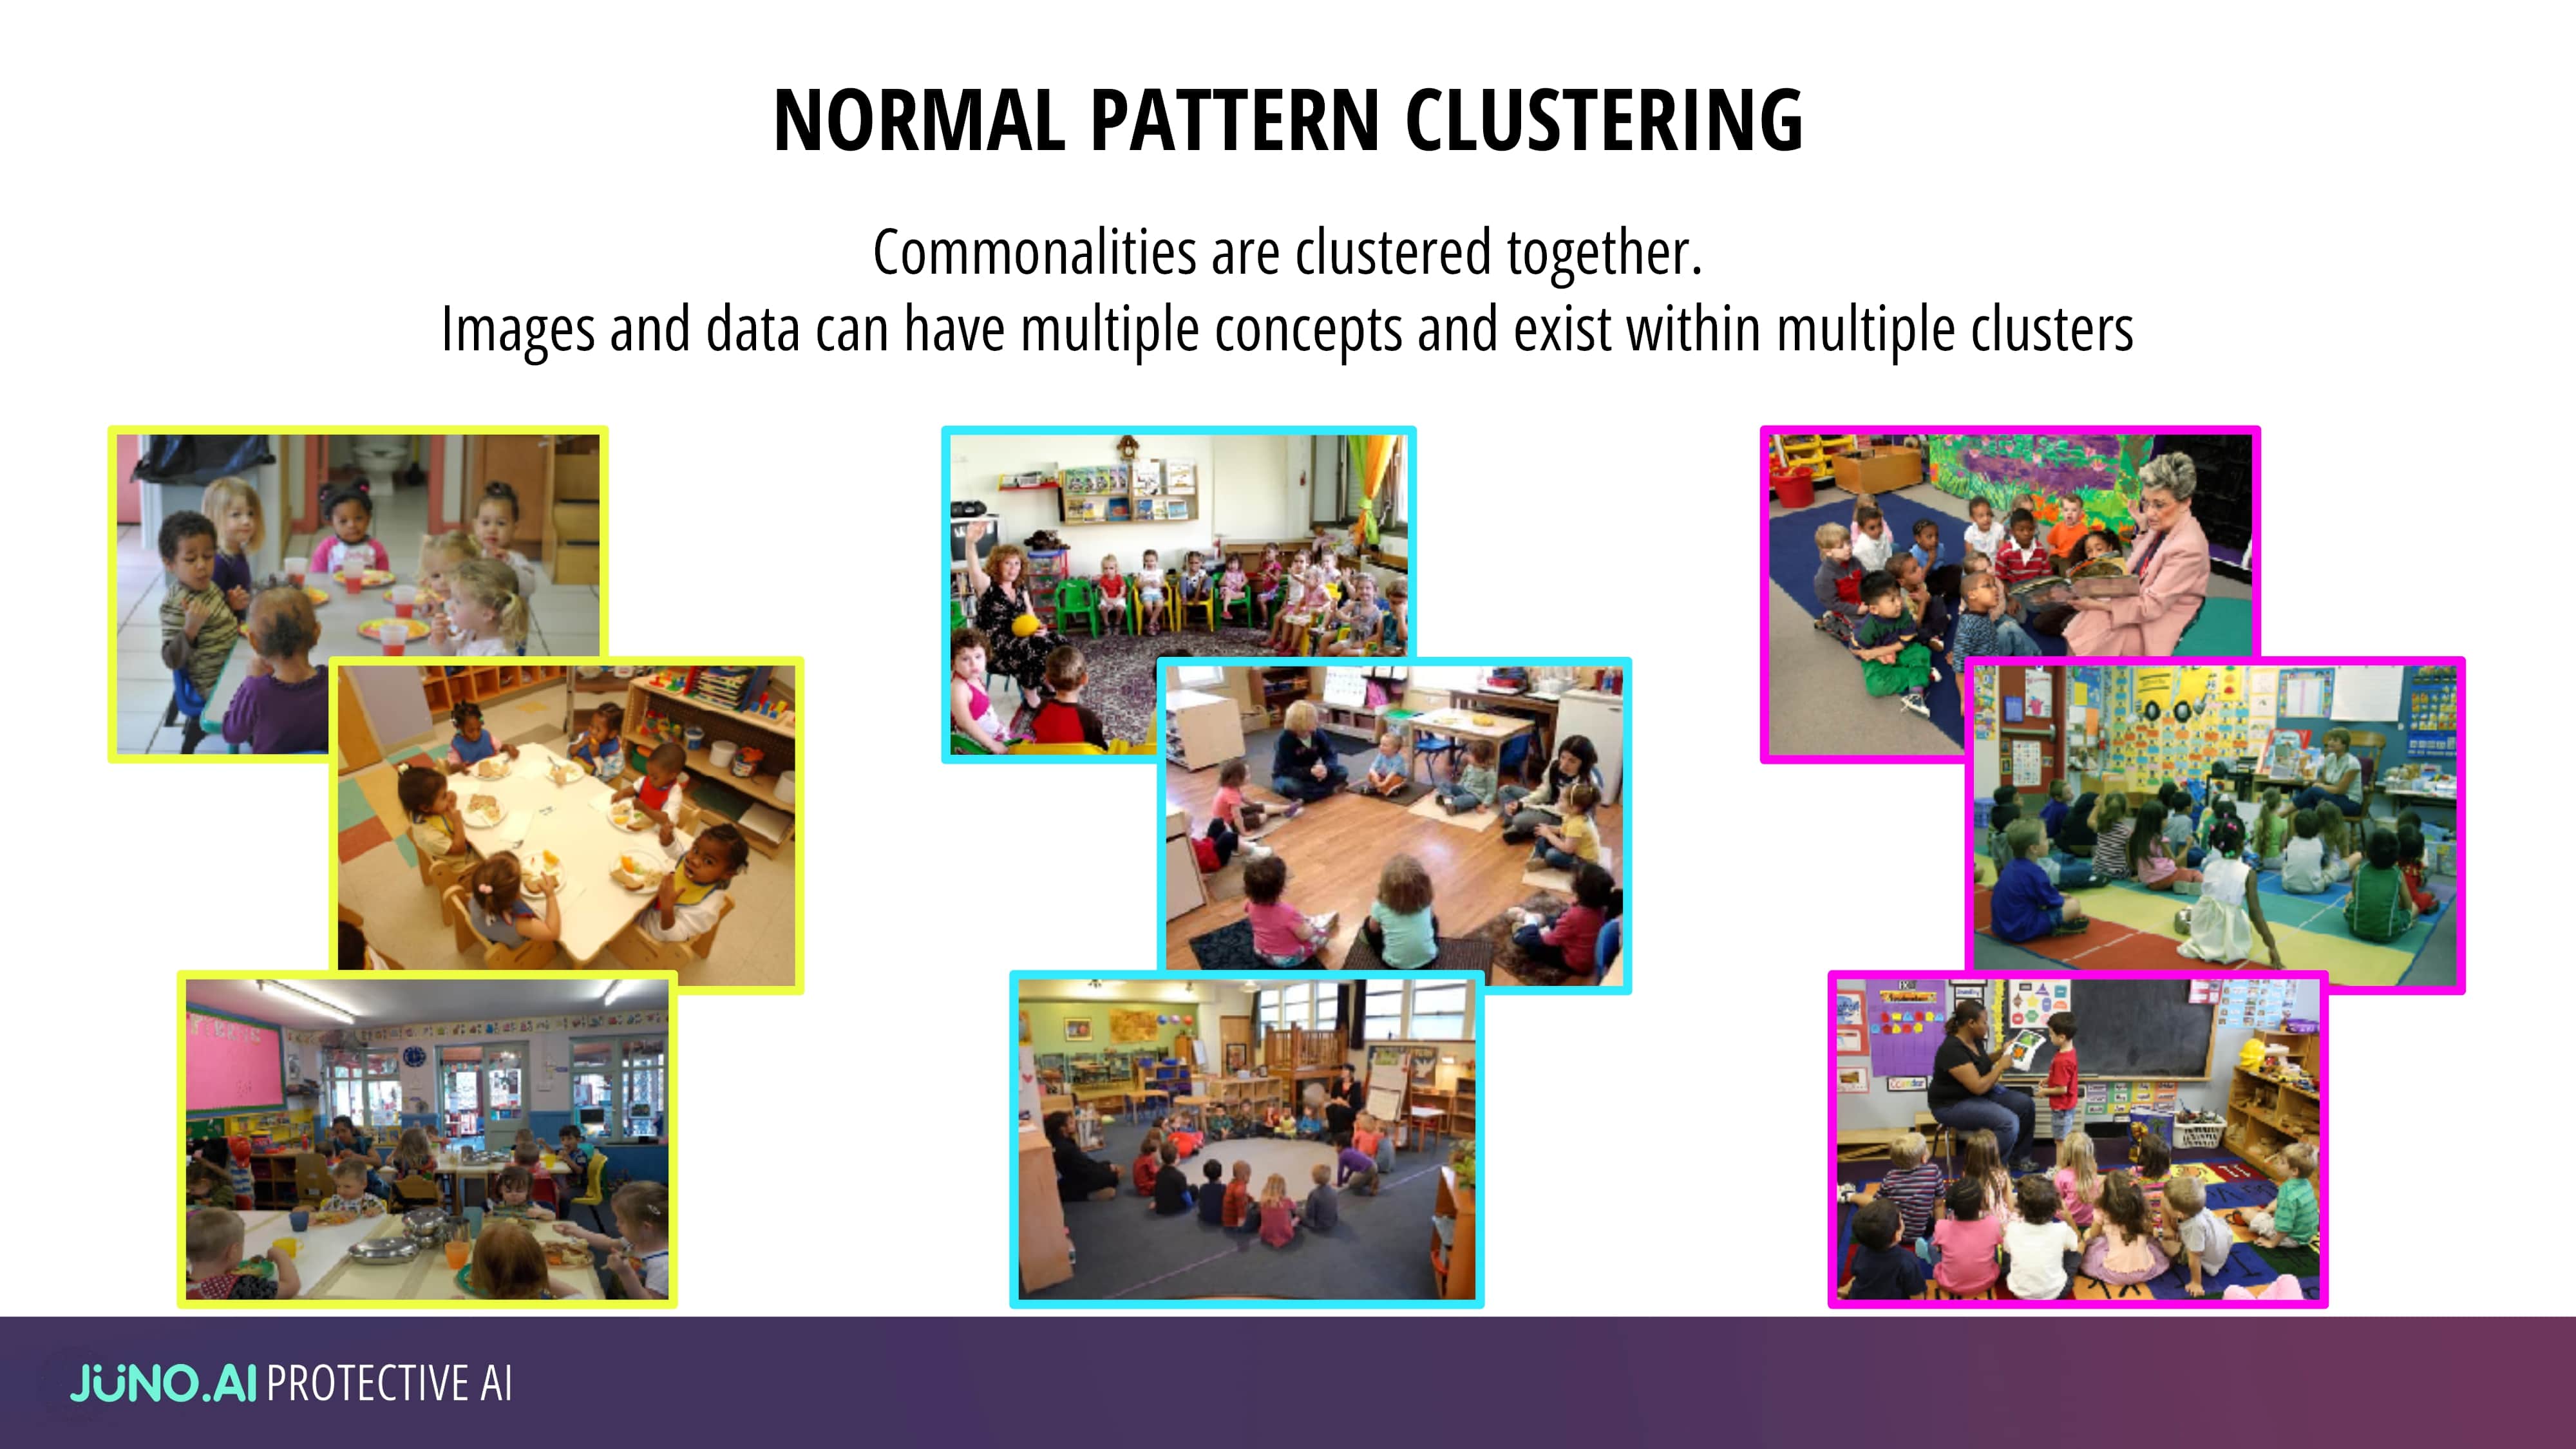 NORMAL PATTERN CLUSTERING
Commonalities are clustered together.
Images and data can have multiple concepts and exist within multiple clusters
JÜNO.AI PROTECTIVE AI